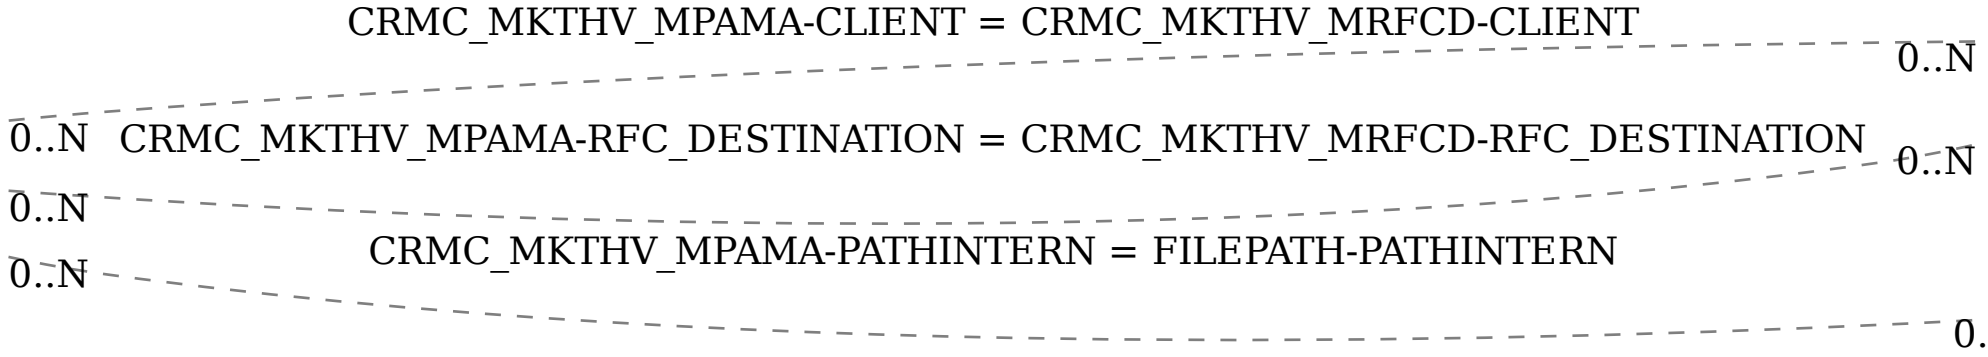 CRMC_MKTHV_MPAMA-CLIENT = CRMC_MKTHV_MRFCD-CLIENT
0..N
0..N CRMC_MKTHV_MPAMA-RFC_DESTINATION = CRMC_MKTHV_MRFCD-RFC_DESTINATION
0..N
0..N
CRMC_MKTHV_MPAMA-PATHINTERN = FILEPATH-PATHINTERN
0..N
0.